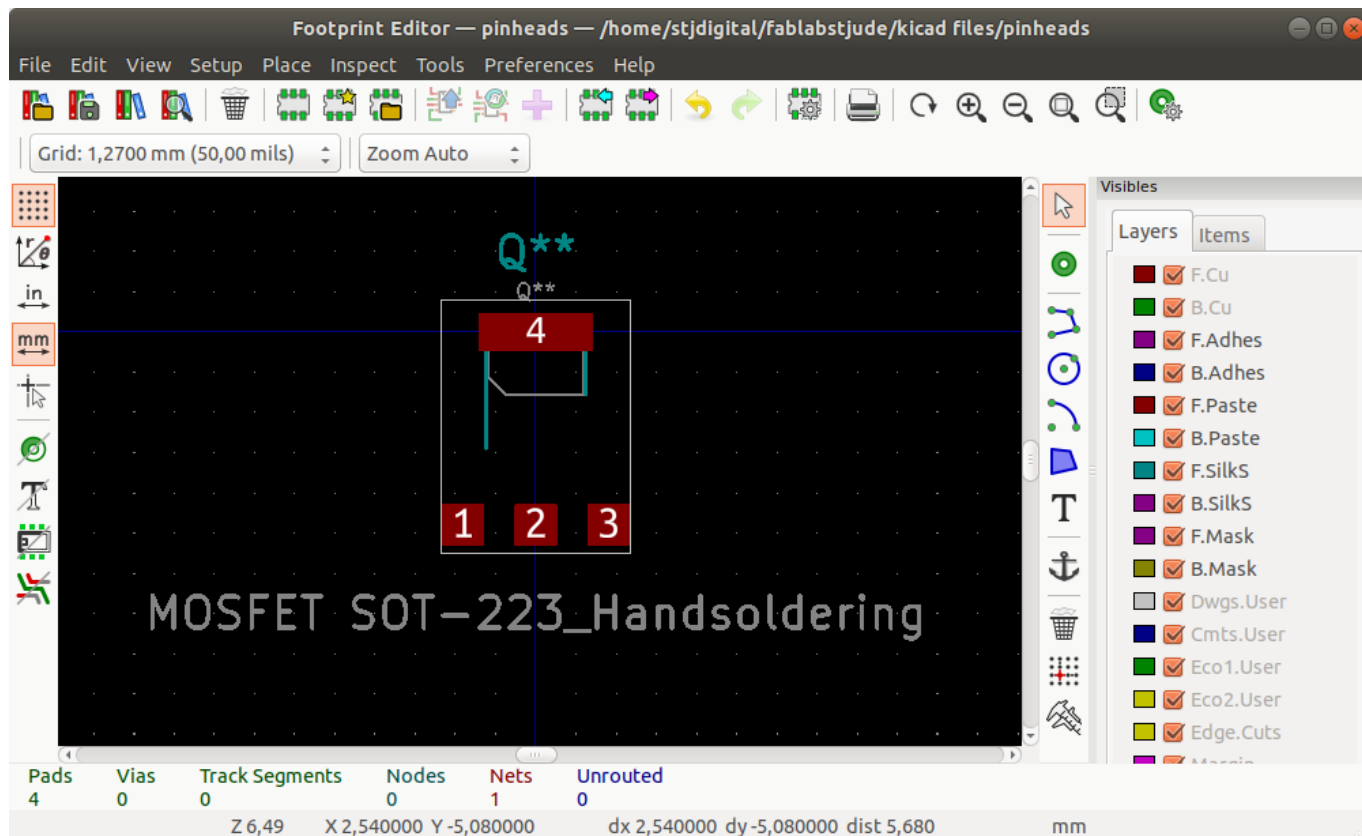 Footprint Editor — pinheads — /home/stjdigital/fablabstjude/kicad files/pinheads
File Edit View Setup Place Inspect Tools Preferences Help
Grid: 1,2700 mm (50,00 mils) Zoom Auto
in
mm
Visibles
Layers Items
F.Cu
B.Cu
F.Adhes
B.Adhes
F.Paste
B.Paste
F.SilkS
B.SilkS
F.Mask
B.Mask
Dwgs.User
Cmts.User
Eco1.User
Eco2.User
Edge.Cuts
Margin
Q**
Q**
4
1 2 3
MOSFET SOT-223_Handsoldering
T
Pads Vias Track Segments Nodes Nets Unrouted
4 0 0 0 1 0
Z 6,49 X 2,540000 Y -5,080000 dx 2,540000 dy -5,080000 dist 5,680 mm